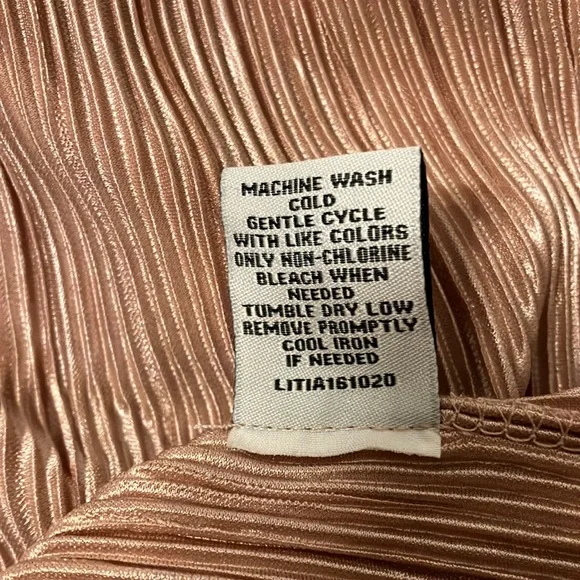 MACHINE WASH
COLD
GENTLE CYCLE
WITH LIKE COLORS
ONLY NON-CHLORINE
BLEACH WHEN
NEEDED
TUMBLE DRY LOW
REMOVE PROMPTLY
COOL IRON
IF NEEDED
LITIA161020